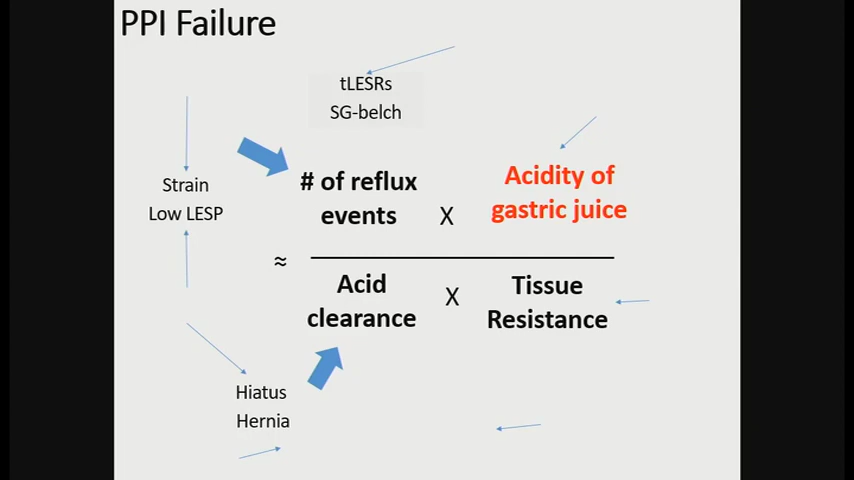 PPI Failure
tLESRs
SG-belch
Strain
Low LESP
# of reflux
events
X
Acidity of
gastric juice
≈
Acid
clearance
X
Tissue
Resistance
Hiatus
Hernia